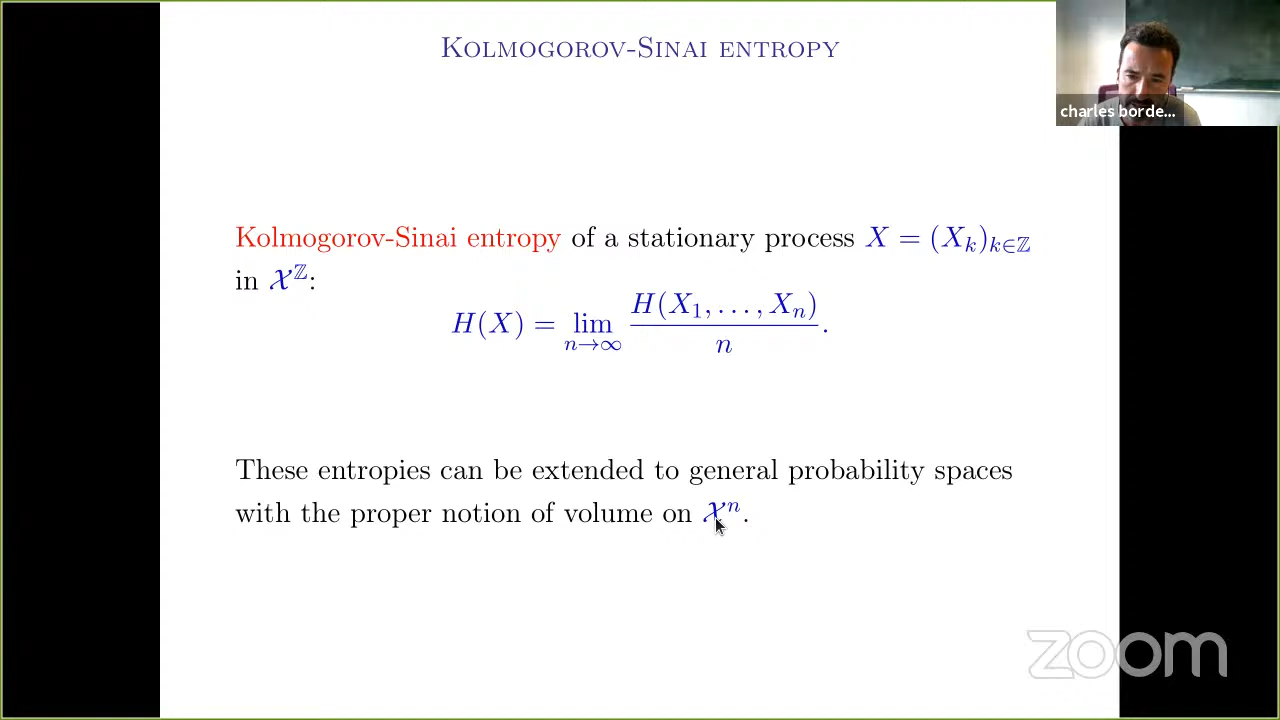 KOLMOGOROV-SINAI ENTROPY
charles borde...
Kolmogorov-Sinai entropy of a stationary process X = (X_k)_{k∈ℤ}
in 𝒳^ℤ:
H(X) = lim_{n→∞} H(X_1, …, X_n) / n .
These entropies can be extended to general probability spaces
with the proper notion of volume on 𝒳^n.
zoom